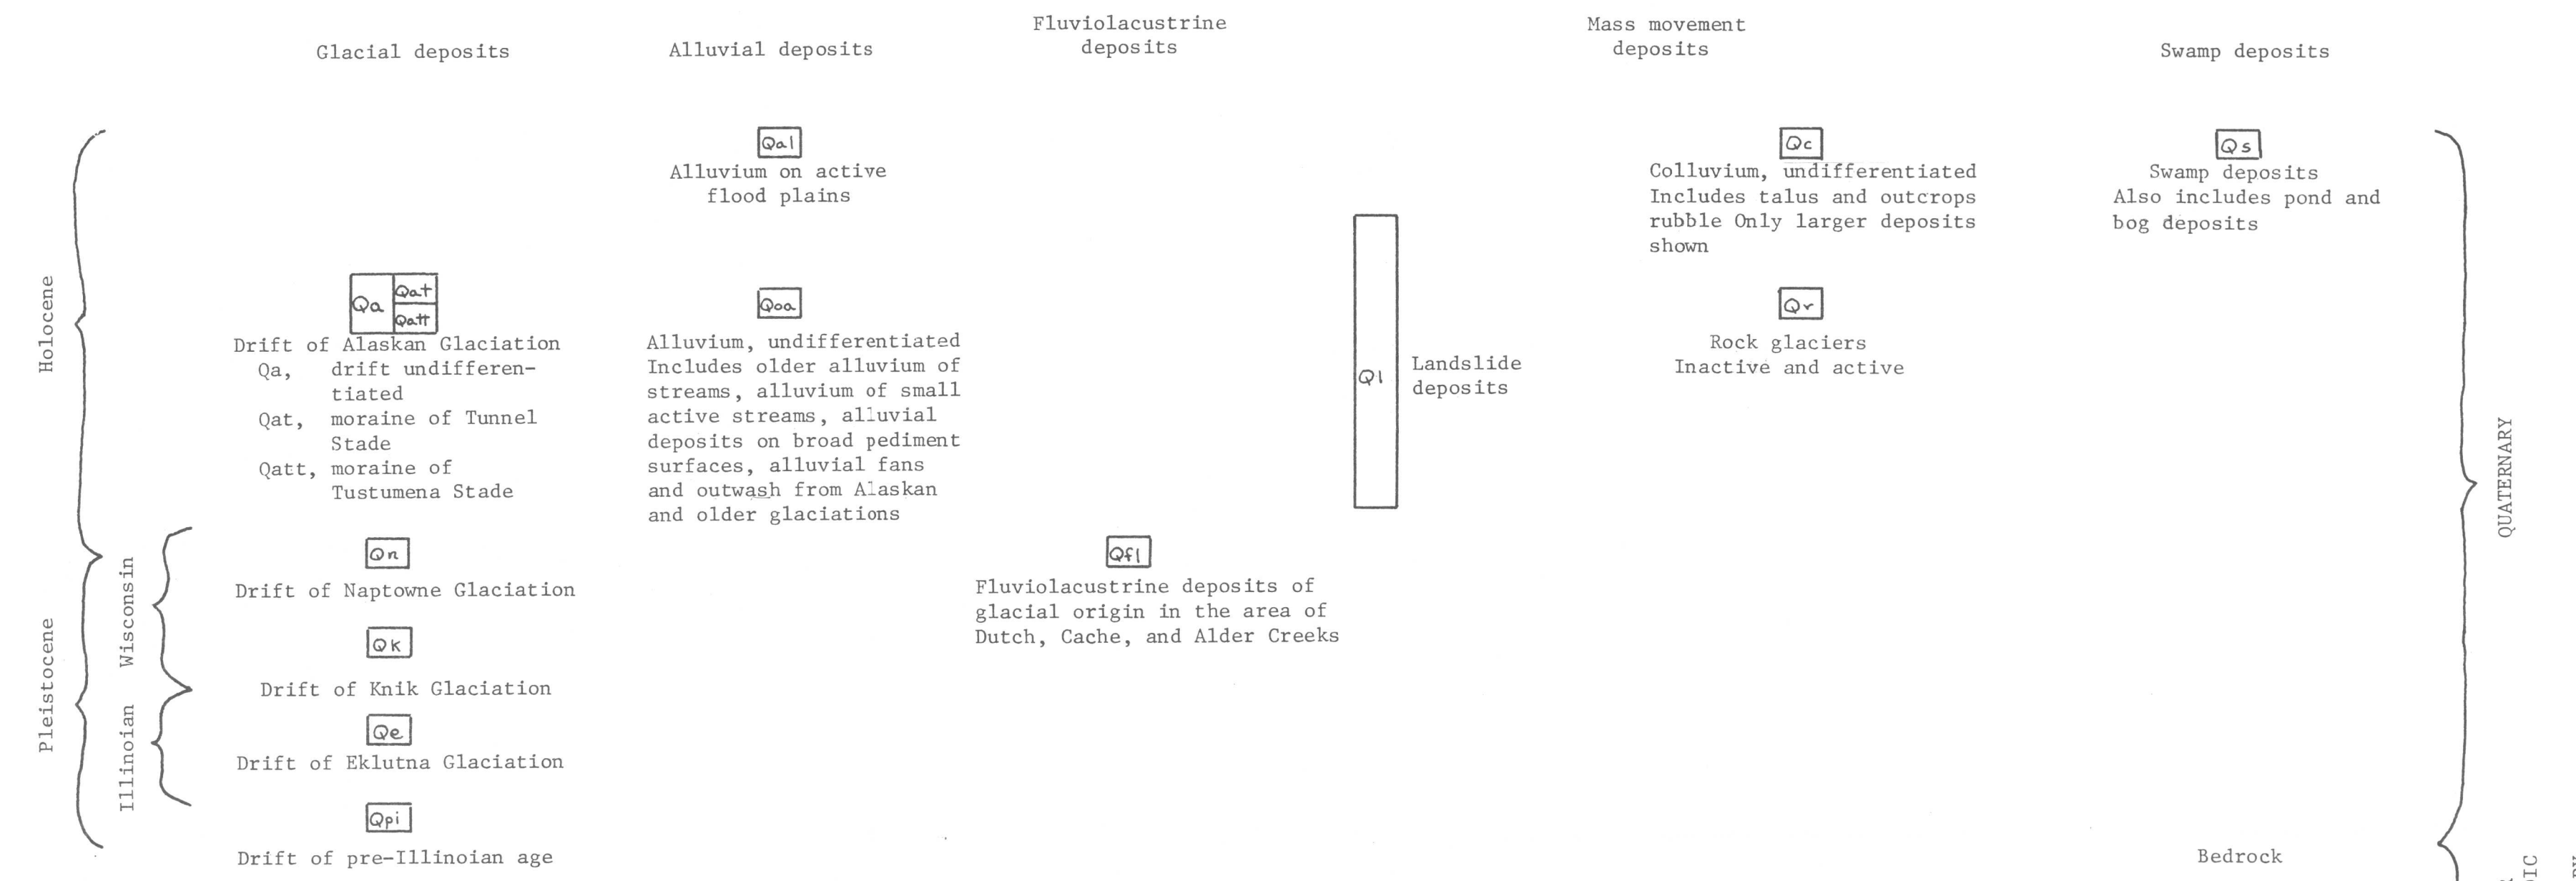 Glacial deposits
Alluvial deposits
Fluviolacustrine
deposits
Mass movement
deposits
Swamp deposits
Holocene
Pleistocene
Wisconsin
Illinoian
Qa
Qat
Qatt
Drift of Alaskan Glaciation
Qa, drift undifferen-
tiated
Qat, moraine of Tunnel
Stade
Qatt, moraine of
Tustumena Stade
Qn
Drift of Naptowne Glaciation
Qk
Drift of Knik Glaciation
Qe
Drift of Eklutna Glaciation
Qpi
Drift of pre-Illinoian age
Qal
Alluvium on active
flood plains
Qoa
Alluvium, undifferentiated
Includes older alluvium of
streams, alluvium of small
active streams, alluvial
deposits on broad pediment
surfaces, alluvial fans
and outwash from Alaskan
and older glaciations
Qfl
Fluviolacustrine deposits of
glacial origin in the area of
Dutch, Cache, and Alder Creeks
Ql
Landslide
deposits
Qc
Colluvium, undifferentiated
Includes talus and outcrops
rubble Only larger deposits
shown
Qr
Rock glaciers
Inactive and active
Qs
Swamp deposits
Also includes pond and
bog deposits
Bedrock
QUATERNARY